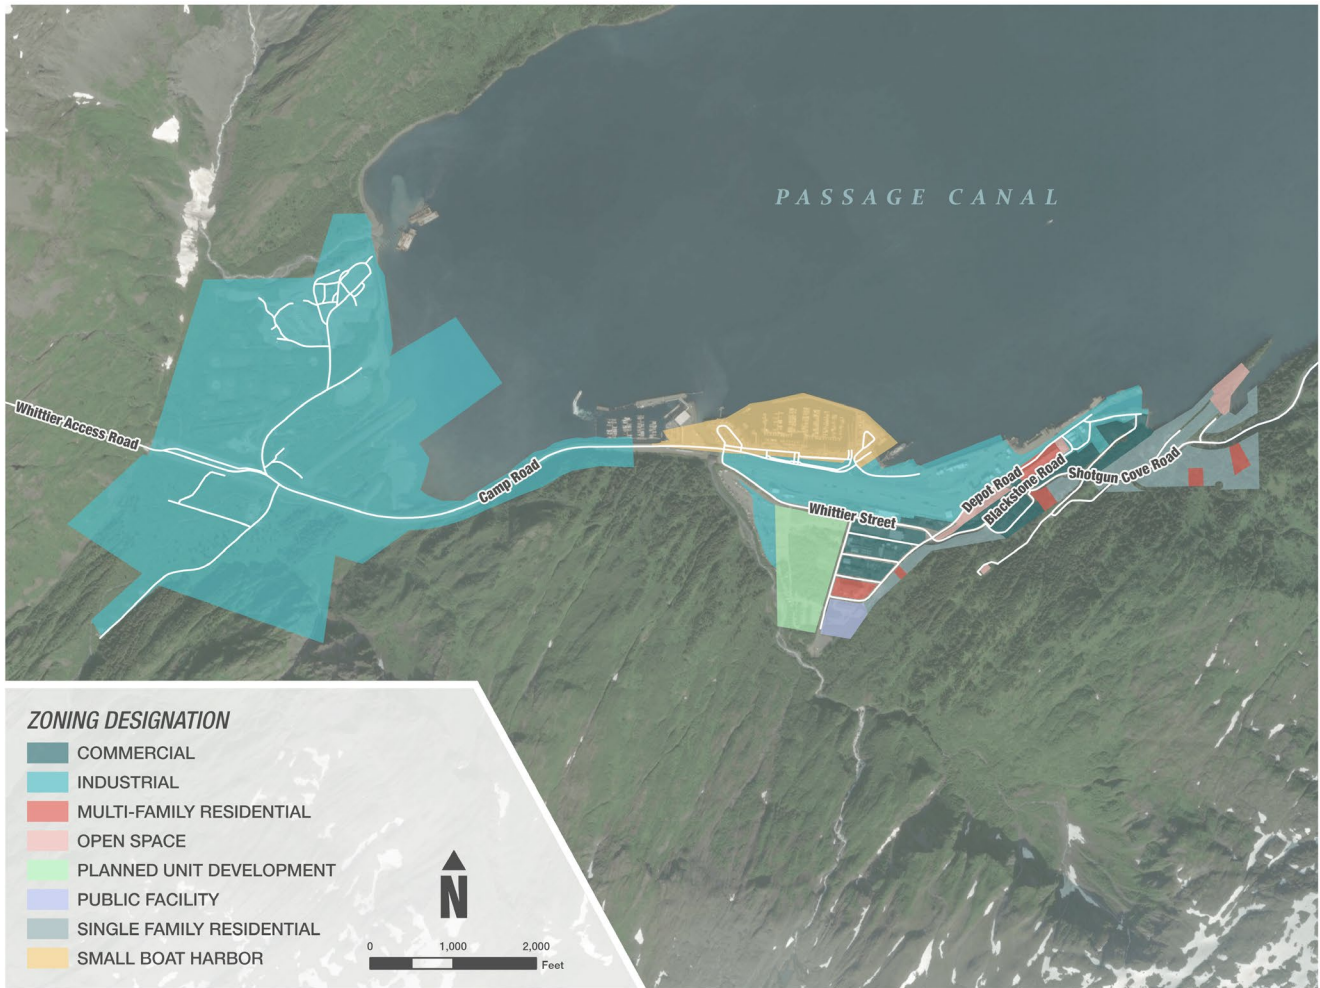 PASSAGE CANAL
Whittier Access Road
Camp Road
Whittier Street
Depot Road
Blackstone Road
Shotgun Cove Road
ZONING DESIGNATION
COMMERCIAL
INDUSTRIAL
MULTI-FAMILY RESIDENTIAL
OPEN SPACE
PLANNED UNIT DEVELOPMENT
PUBLIC FACILITY
SINGLE FAMILY RESIDENTIAL
SMALL BOAT HARBOR
N
0 1,000 2,000
Feet